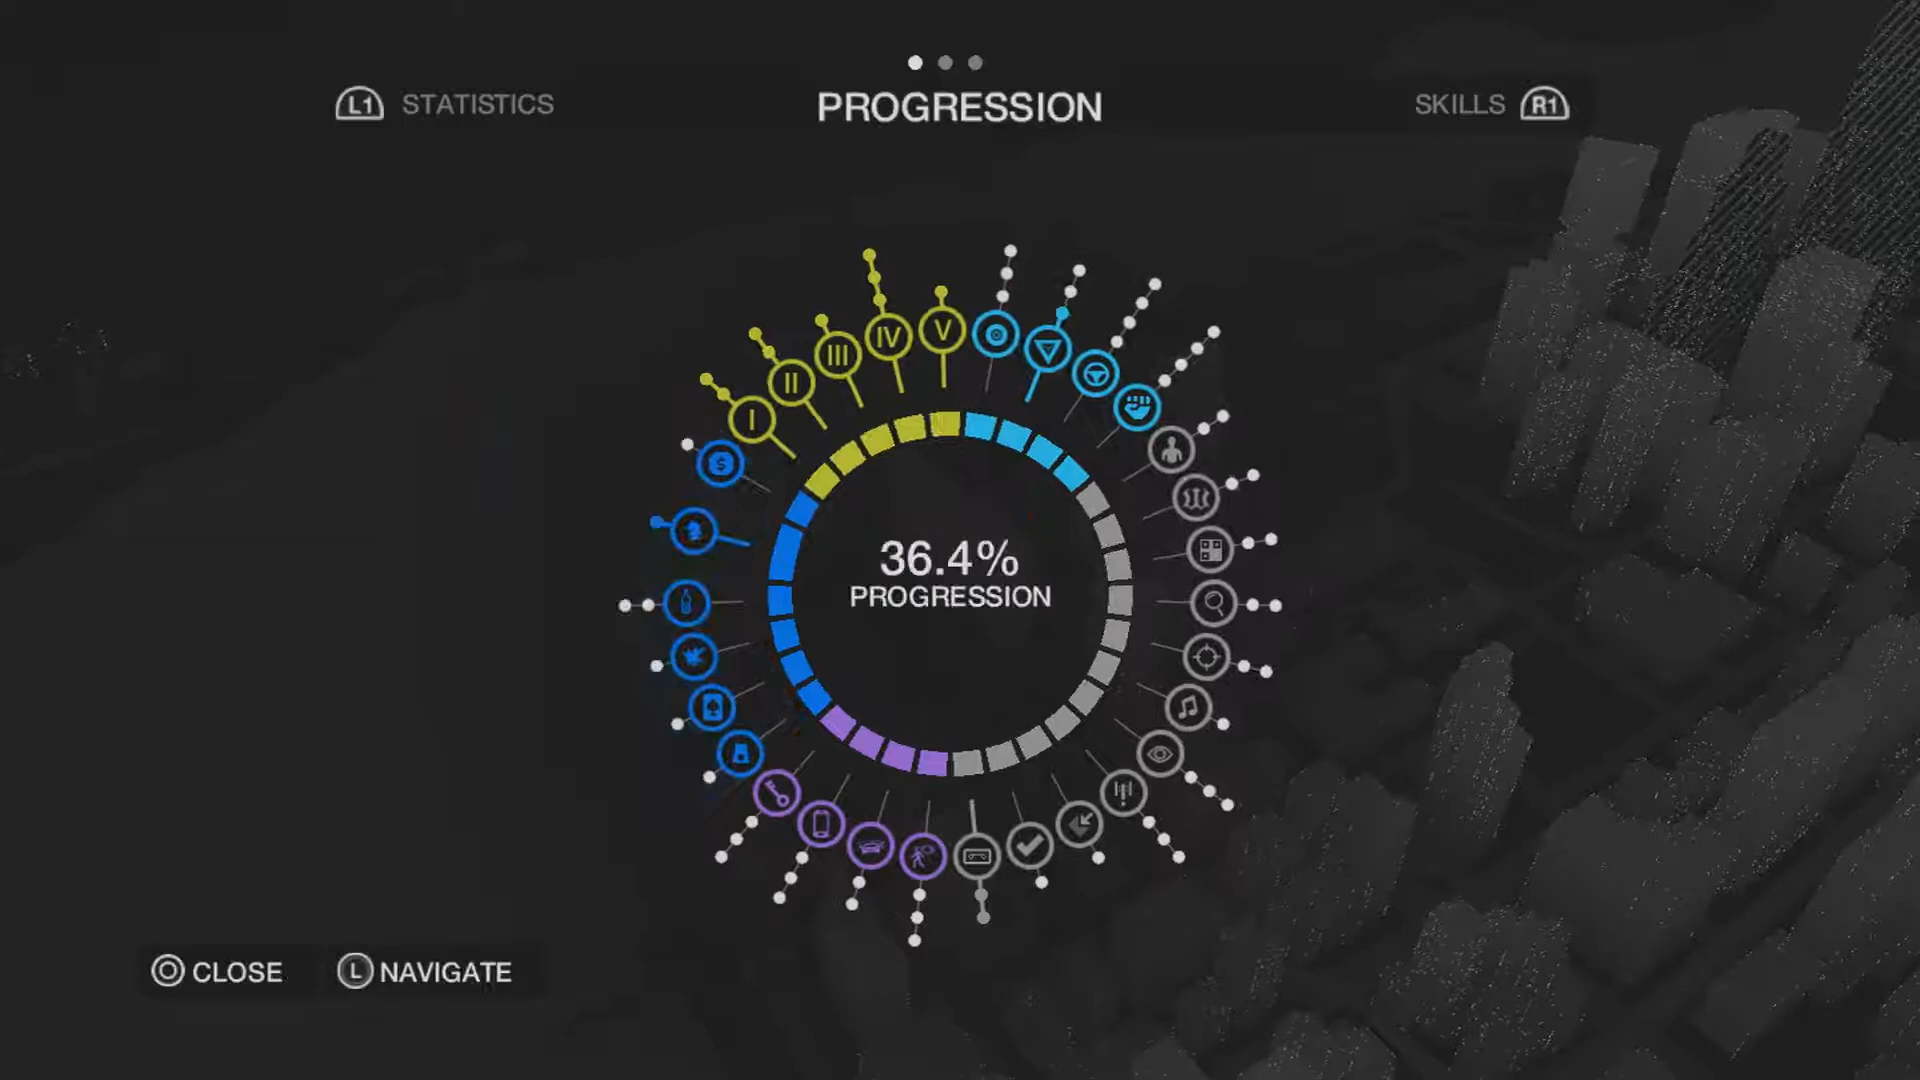 L1 STATISTICS
PROGRESSION
SKILLS R1
I II III IV V
$
36.4%
PROGRESSION
CLOSE
L NAVIGATE